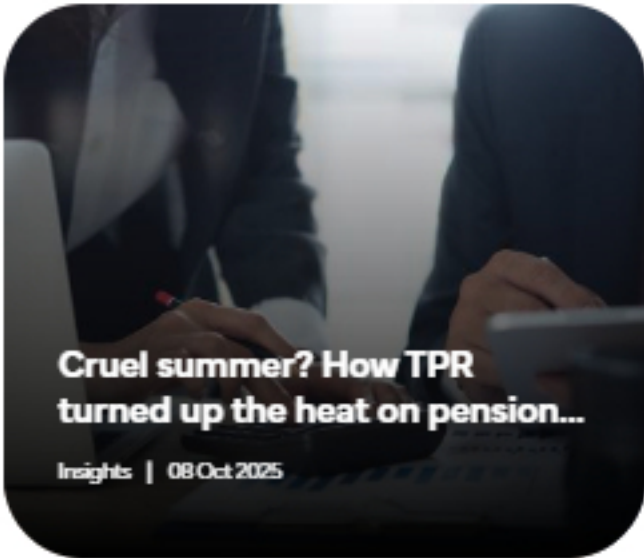 Cruel summer? How TPR
turned up the heat on pension...
Insights | 08 Oct 2025